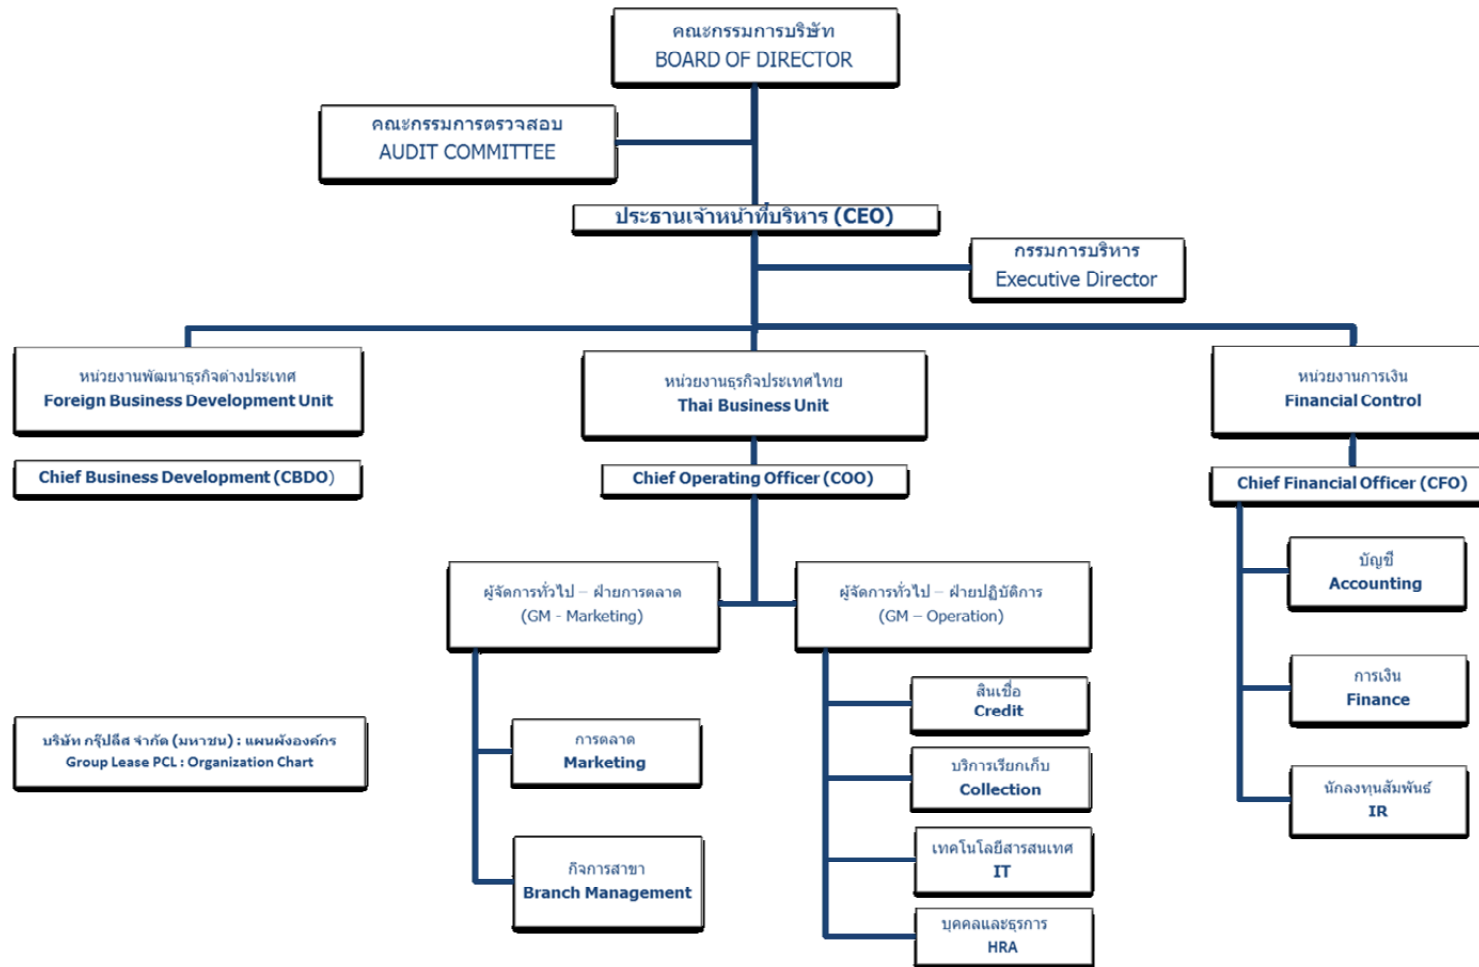 คณะกรรมการบริษัท
BOARD OF DIRECTOR
คณะกรรมการตรวจสอบ
AUDIT COMMITTEE
ประธานเจ้าหน้าที่บริหาร (CEO)
กรรมการบริหาร
Executive Director
หน่วยงานพัฒนาธุรกิจต่างประเทศ
Foreign Business Development Unit
หน่วยงานธุรกิจประเทศไทย
Thai Business Unit
หน่วยงานการเงิน
Financial Control
Chief Business Development (CBDO)
Chief Operating Officer (COO)
Chief Financial Officer (CFO)
ผู้จัดการทั่วไป – ฝ่ายการตลาด
(GM - Marketing)
ผู้จัดการทั่วไป – ฝ่ายปฏิบัติการ
(GM – Operation)
การตลาด
Marketing
กิจการสาขา
Branch Management
สินเชื่อ
Credit
บริการเรียกเก็บ
Collection
เทคโนโลยีสารสนเทศ
IT
บุคคลและธุรการ
HRA
บัญชี
Accounting
การเงิน
Finance
นักลงทุนสัมพันธ์
IR
บริษัท กรุ๊ปลีส จำกัด (มหาชน) : แผนผังองค์กร
Group Lease PCL : Organization Chart